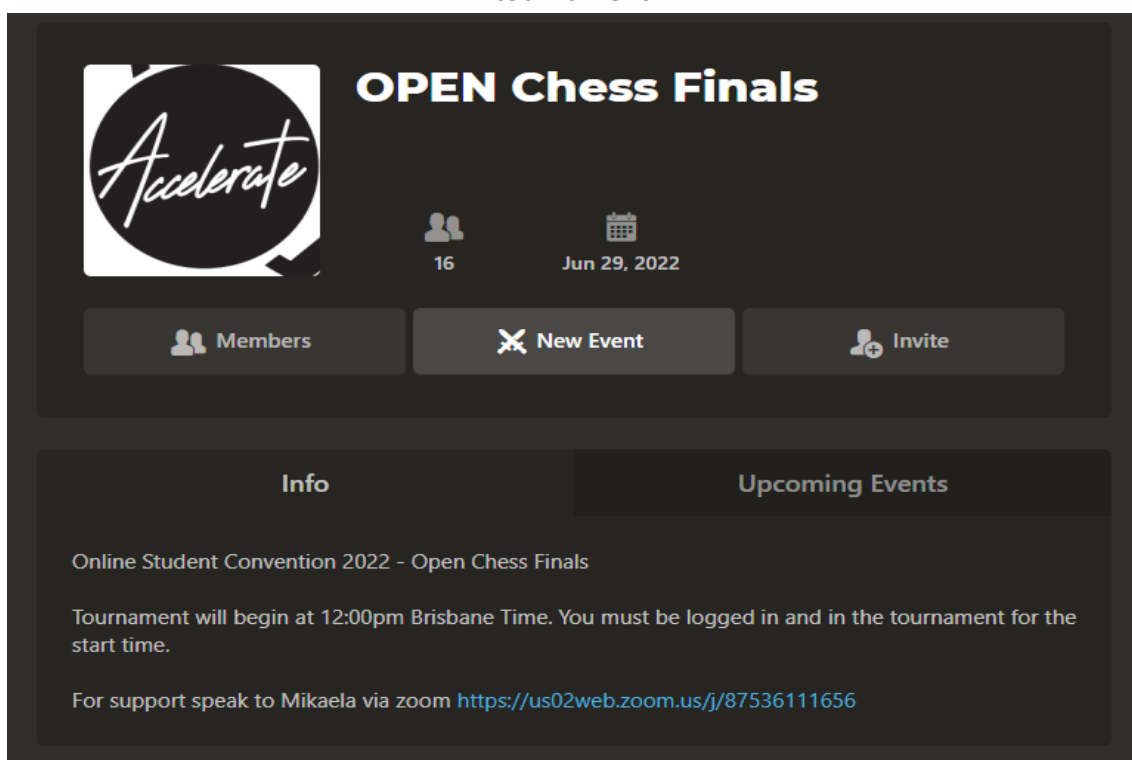 OPEN Chess Finals
Accelerate
16
Jun 29, 2022
Members
New Event
Invite
Info
Upcoming Events
Online Student Convention 2022 - Open Chess Finals
Tournament will begin at 12:00pm Brisbane Time. You must be logged in and in the tournament for the
start time.
For support speak to Mikaela via zoom https://us02web.zoom.us/j/87536111656